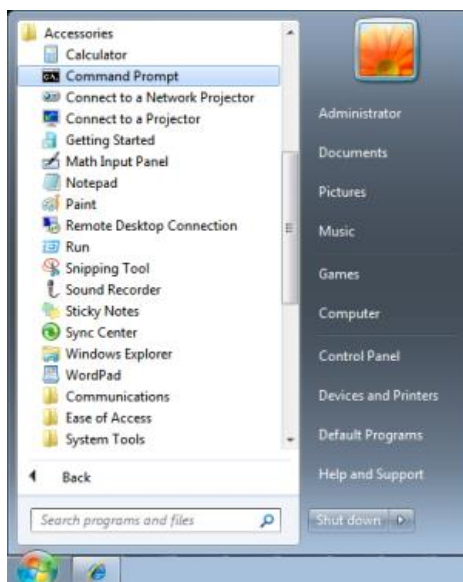 Accessories
Calculator
Command Prompt
Connect to a Network Projector
Connect to a Projector
Getting Started
Math Input Panel
Notepad
Paint
Remote Desktop Connection
Run
Snipping Tool
Sound Recorder
Sticky Notes
Sync Center
Windows Explorer
WordPad
Communications
Ease of Access
System Tools
Back
Search programs and files
Administrator
Documents
Pictures
Music
Games
Computer
Control Panel
Devices and Printers
Default Programs
Help and Support
Shut down